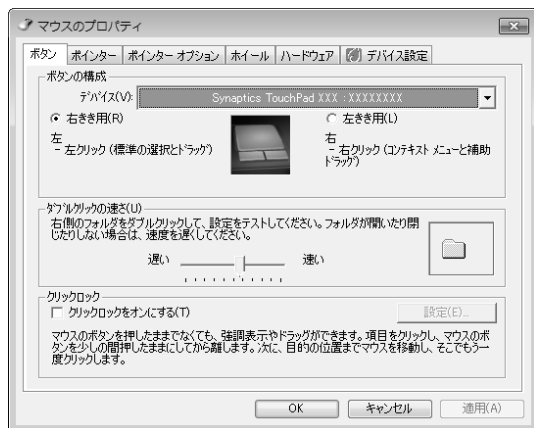 マウスのプロパティ
ボタン ポインター ポインター オプション ホイール ハードウェア デバイス設定
ボタンの構成
デバイス(V): Synaptics TouchPad XXX : XXXXXXXX
右きき用(R) 左きき用(L)
左 右
- 左クリック (標準の選択とドラッグ) - 右クリック (コンテキスト メニューと補助
ドラッグ)
ダブルクリックの速さ(U)
右側のフォルダをダブルクリックして、設定をテストしてください。フォルダが開いたり閉
じたりしない場合は、速度を遅くしてください。
遅い 速い
クリックロック
クリックロックをオンにする(T) 設定(E)...
マウスのボタンを押したままでなくても、強調表示やドラッグができます。項目をクリックし、マウスのボ
タンを少しの間押したままにしてから離します。次に、目的の位置までマウスを移動し、そこでもう一
度クリックします。
OK キャンセル 適用(A)